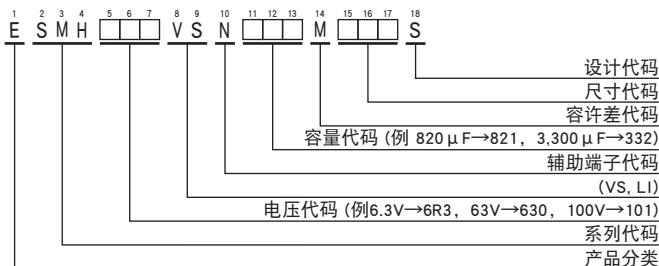 1 2 3 4 5 6 7 8 9 10 11 12 13 14 15 16 17 18
E S M H □□□ V S N □□□ M □□□ S
设计代码
尺寸代码
容许差代码
容量代码 (例 820μF→821, 3,300μF→332)
辅助端子代码
(VS, LI)
电压代码 (例6.3V→6R3, 63V→630, 100V→101)
系列代码
产品分类